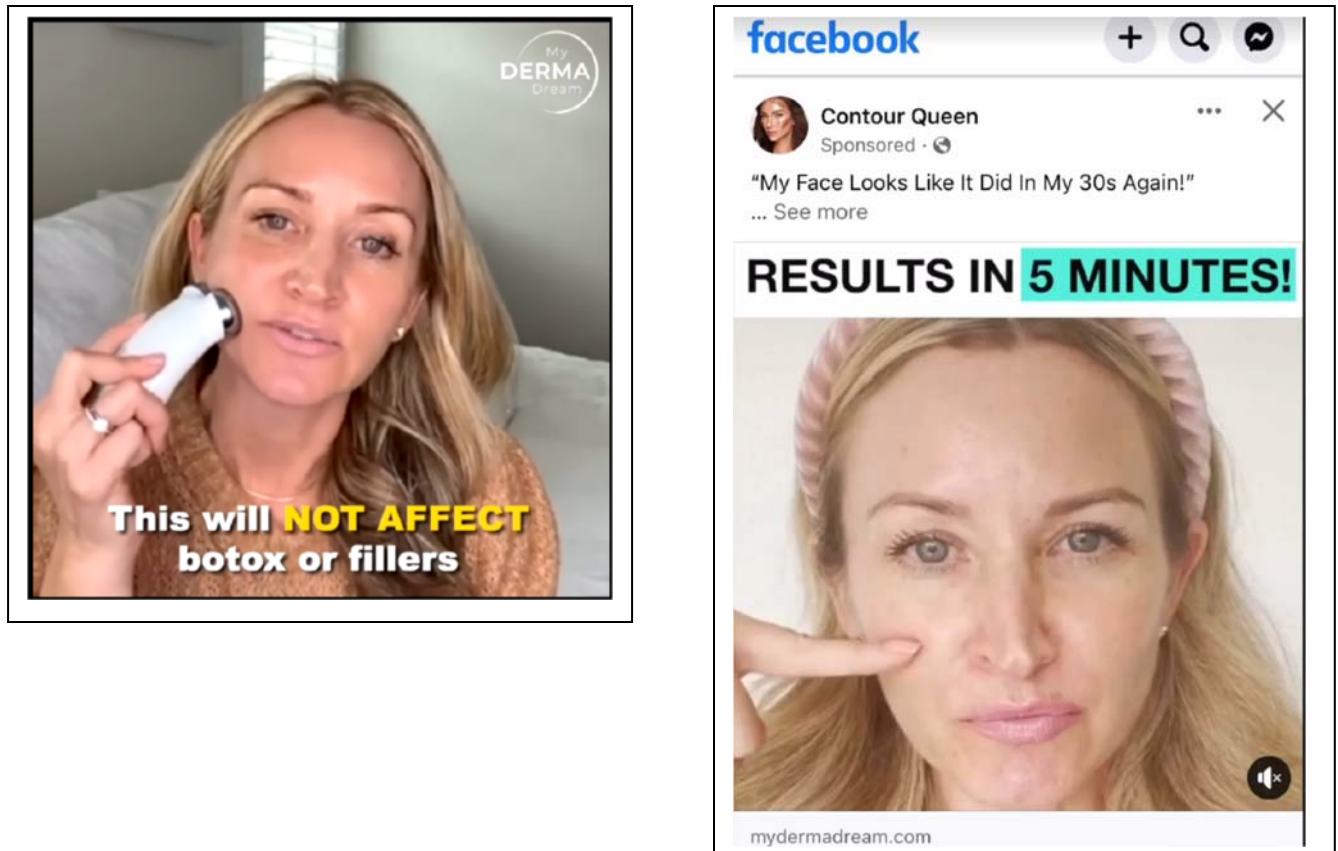 My
DERMA
Dream
This will NOT AFFECT
botox or fillers
facebook
Contour Queen
Sponsored ·
“My Face Looks Like It Did In My 30s Again!”
... See more
RESULTS IN 5 MINUTES!
mydermadream.com